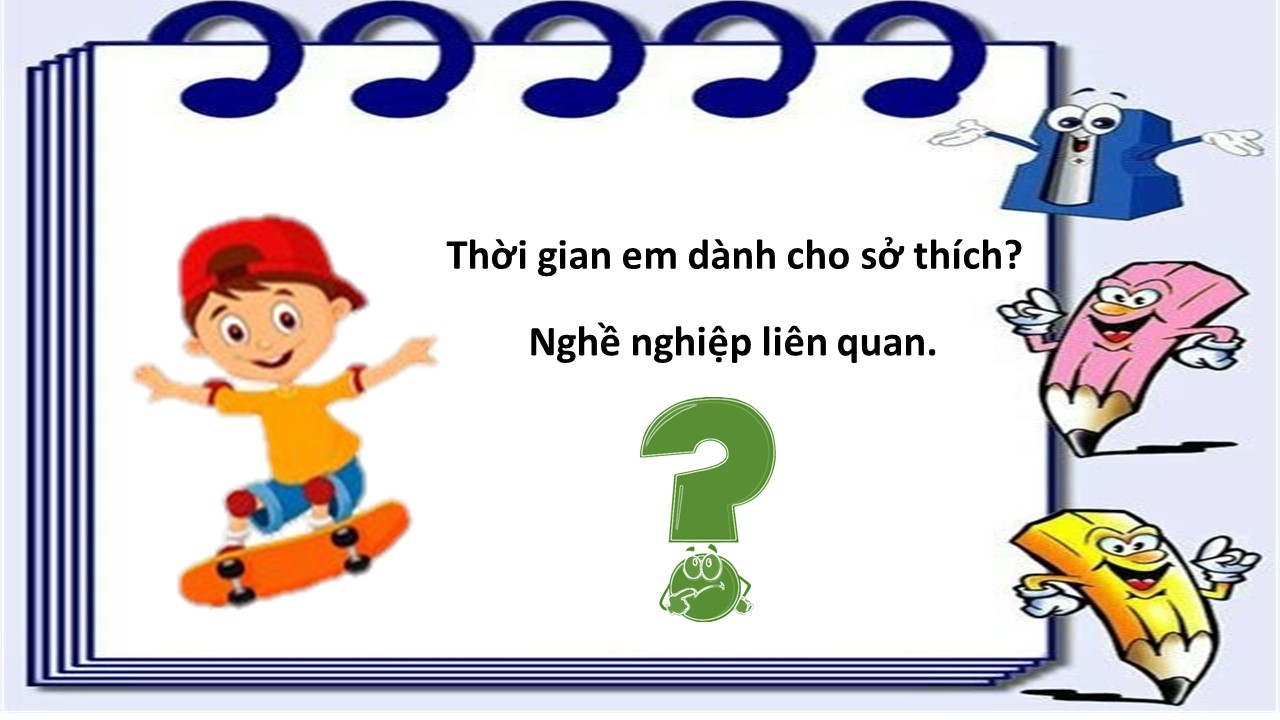 Thời gian em dành cho sở thích?
Nghề nghiệp liên quan.